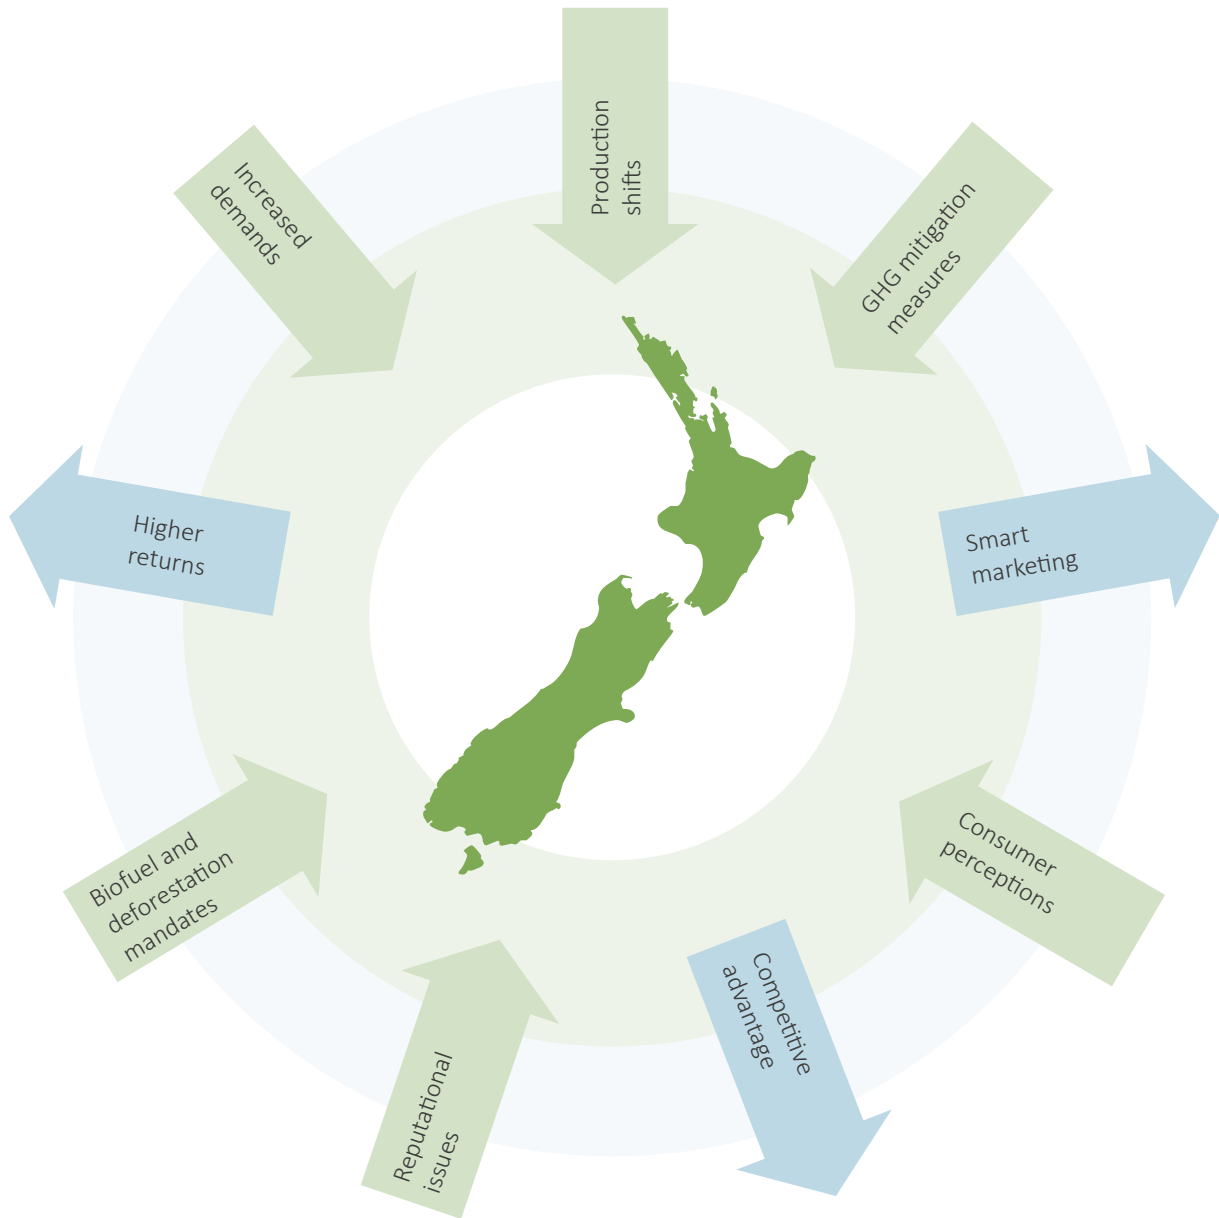 Production
shifts
Increased
demands
GHG mitigation
measures
Higher
returns
Smart
marketing
Biofuel and
deforestation
mandates
Consumer
perceptions
Reputational
issues
Competitive
advantage